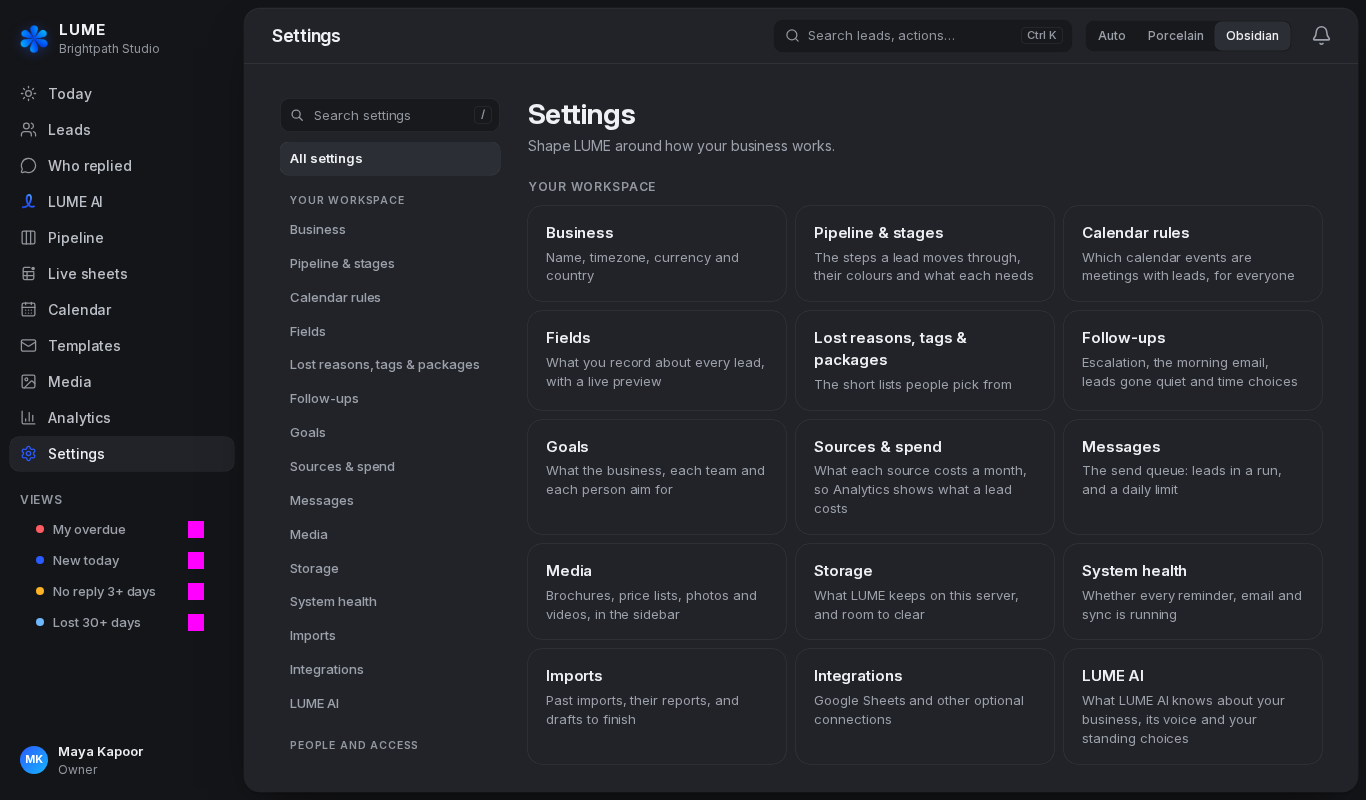 LUME
Brightpath Studio
Today
Leads
Who replied
LUME AI
Pipeline
Live sheets
Calendar
Templates
Media
Analytics
Settings
VIEWS
My overdue
New today
No reply 3+ days
Lost 30+ days
MK
Maya Kapoor
Owner
Settings
Search leads, actions…
Ctrl K
Auto
Porcelain
Obsidian
Search settings
/
All settings
YOUR WORKSPACE
Business
Pipeline & stages
Calendar rules
Fields
Lost reasons, tags & packages
Follow-ups
Goals
Sources & spend
Messages
Media
Storage
System health
Imports
Integrations
LUME AI
PEOPLE AND ACCESS
Settings
Shape LUME around how your business works.
YOUR WORKSPACE
Business
Name, timezone, currency and
country
Pipeline & stages
The steps a lead moves through,
their colours and what each needs
Calendar rules
Which calendar events are
meetings with leads, for everyone
Fields
What you record about every lead,
with a live preview
Lost reasons, tags &
packages
The short lists people pick from
Follow-ups
Escalation, the morning email,
leads gone quiet and time choices
Goals
What the business, each team and
each person aim for
Sources & spend
What each source costs a month,
so Analytics shows what a lead
costs
Messages
The send queue: leads in a run,
and a daily limit
Media
Brochures, price lists, photos and
videos, in the sidebar
Storage
What LUME keeps on this server,
and room to clear
System health
Whether every reminder, email and
sync is running
Imports
Past imports, their reports, and
drafts to finish
Integrations
Google Sheets and other optional
connections
LUME AI
What LUME AI knows about your
business, its voice and your
standing choices